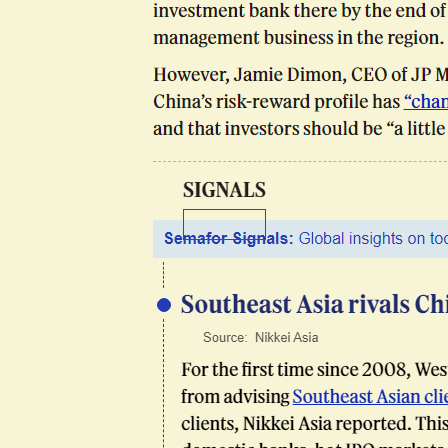 investment bank there by the end of
management business in the region.
However, Jamie Dimon, CEO of JP M
China's risk-reward profile has "chan
and that investors should be "a little
SIGNALS
Semafor Signals: Global insights on to
Southeast Asia rivals Chi
Source: Nikkei Asia
For the first time since 2008, Wes
from advising Southeast Asian clie
clients, Nikkei Asia reported. This